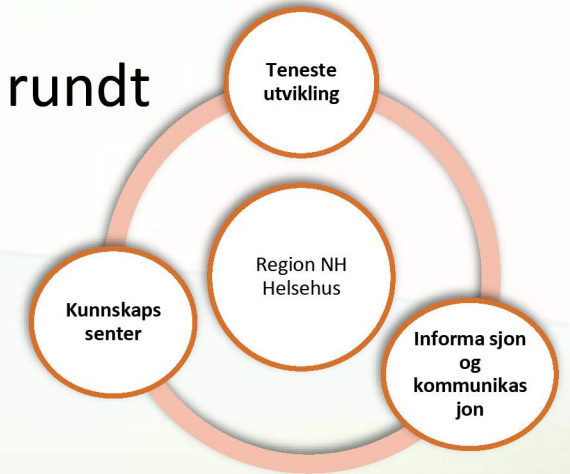 rundt
Teneste
utvikling
Region NH
Helsehus
Kunnskaps
senter
Informa sjon
og
kommunikas
jon